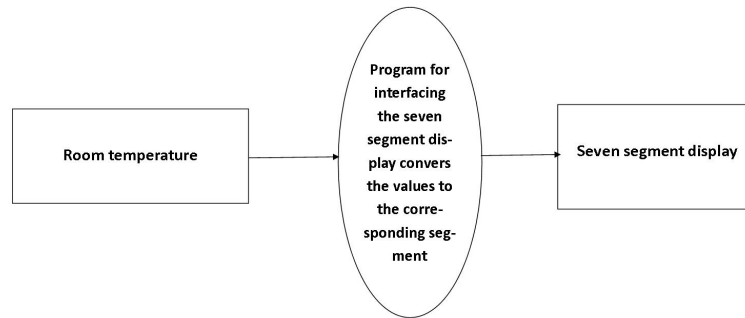 Room temperature
Program for
interfacing
the seven
segment dis-
play convers
the values to
the corre-
sponding seg-
ment
Seven segment display